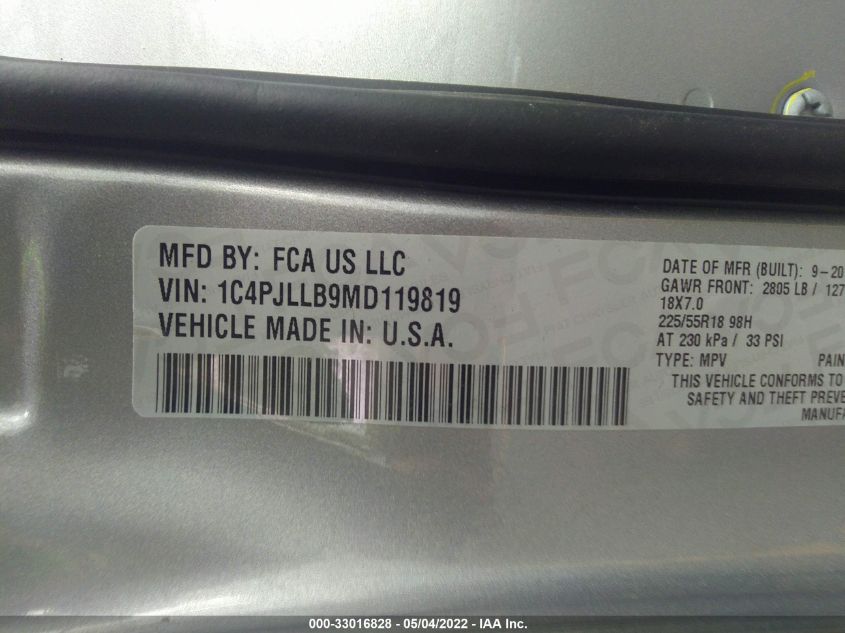 MFD BY: FCA US LLC
VIN: 1C4PJLLB9MD119819
VEHICLE MADE IN: U.S.A.
DATE OF MFR (BUILT): 9-20
GAWR FRONT: 2805 LB / 127
18X7.0
225/55R18 98H
AT 230 kPa / 33 PSI
TYPE: MPV PAIN
THIS VEHICLE CONFORMS TO
SAFETY AND THEFT PREVE
MANUFA
000-33016828 - 05/04/2022 - IAA Inc.